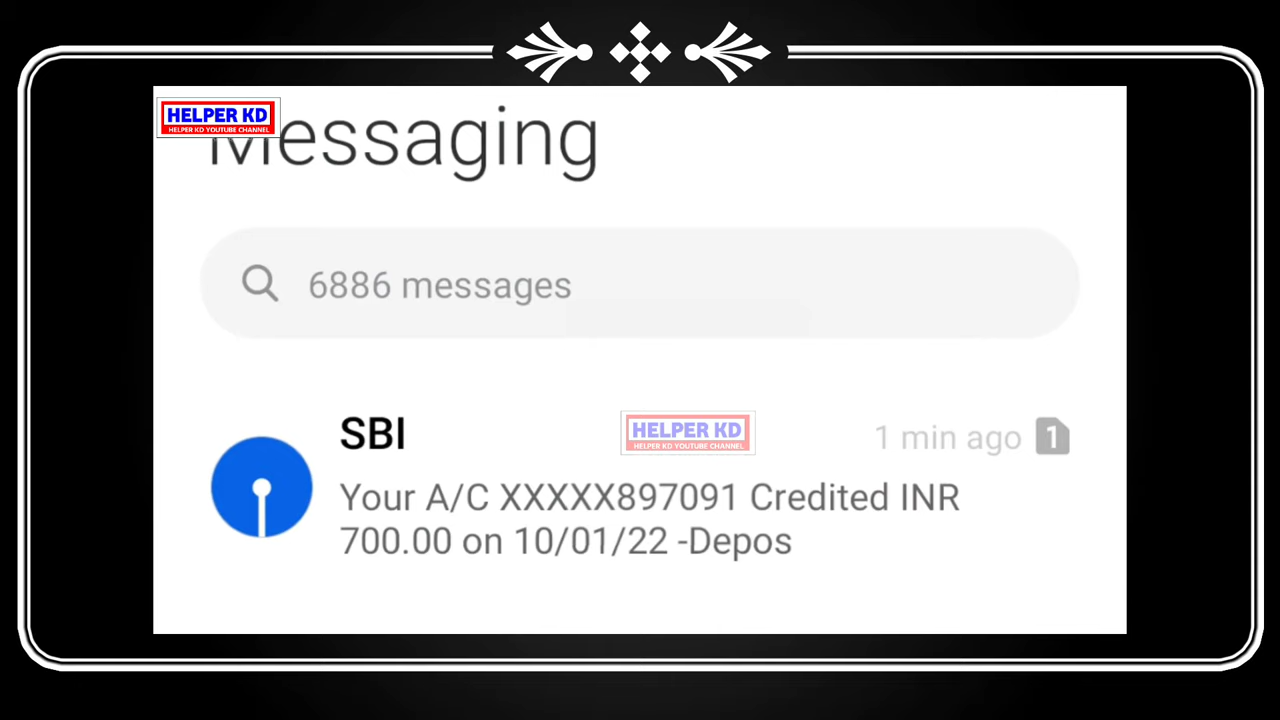 HELPER KD
HELPER KD YOUTUBE CHANNEL
Messaging
6886 messages
SBI
HELPER KD
HELPER KD YOUTUBE CHANNEL
1 min ago 1
Your A/C XXXXX897091 Credited INR
700.00 on 10/01/22 -Depos